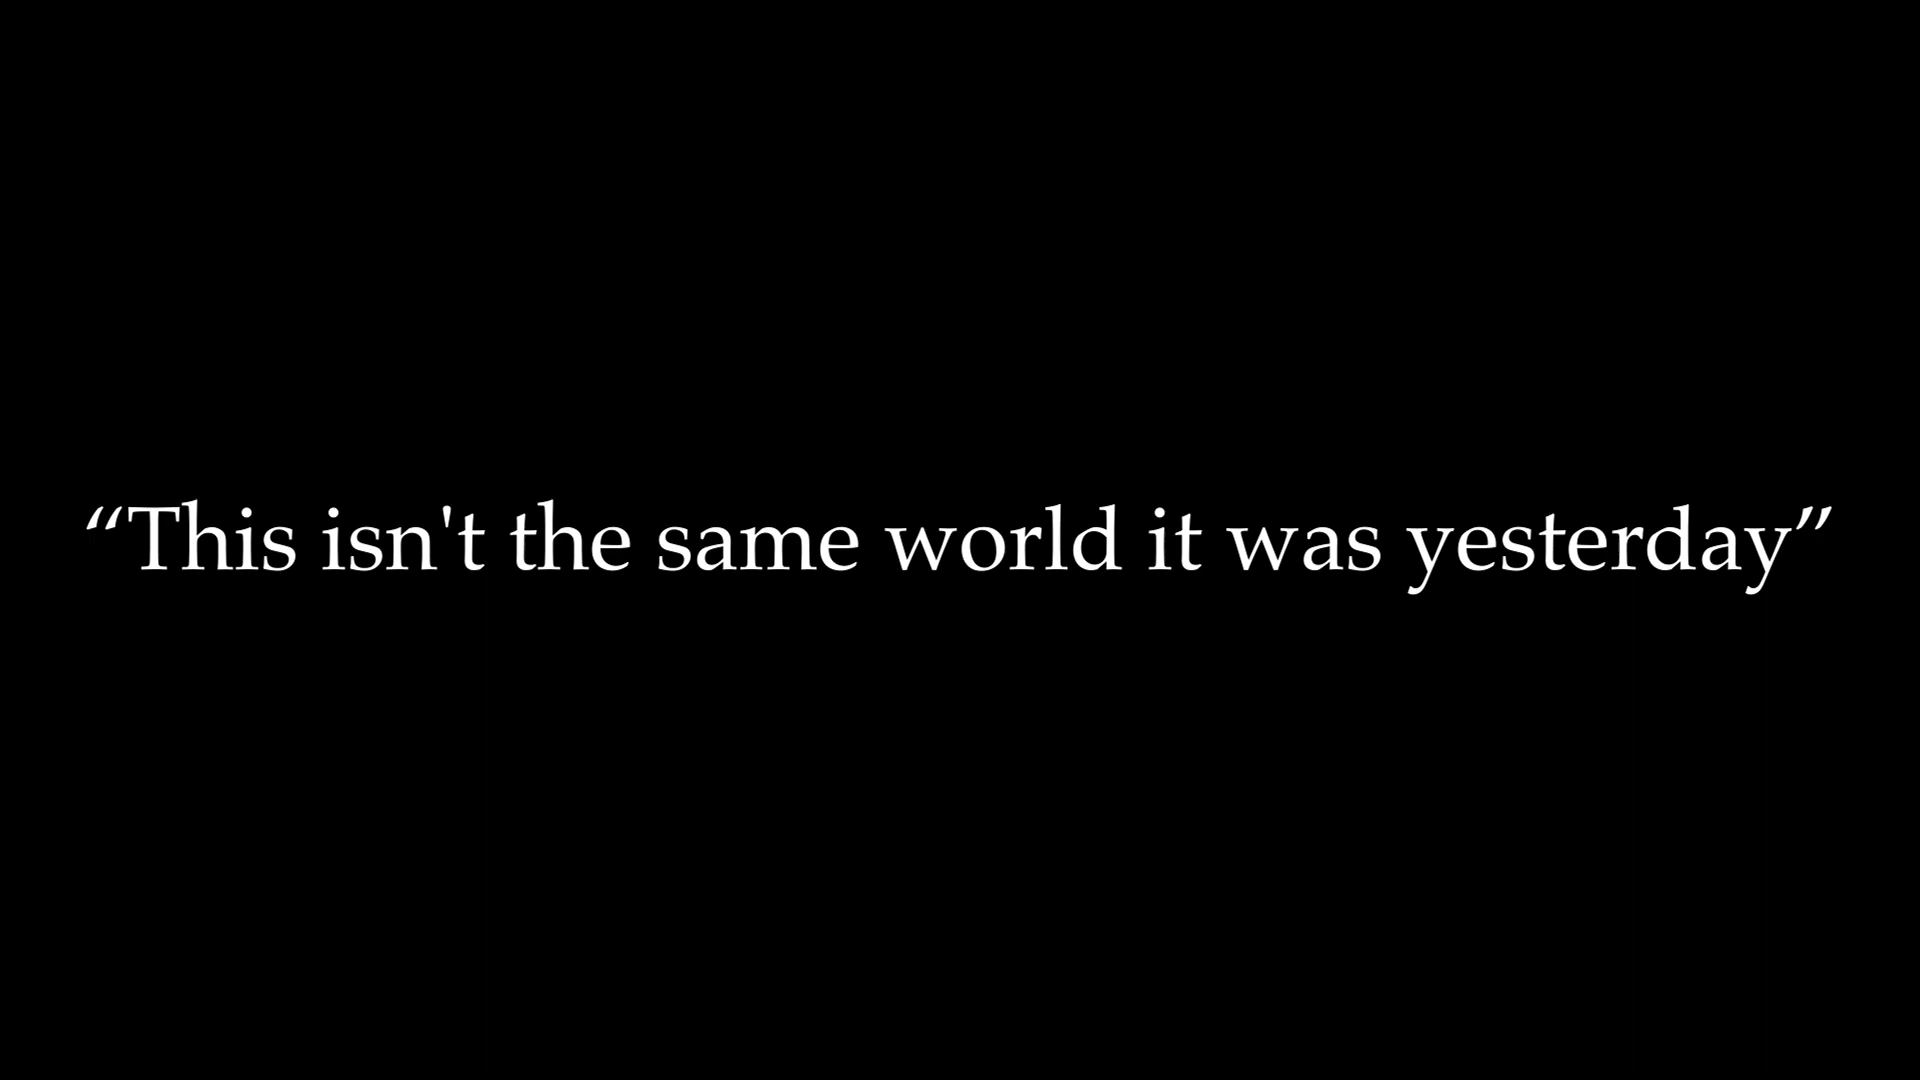 “This isn't the same world it was yesterday”